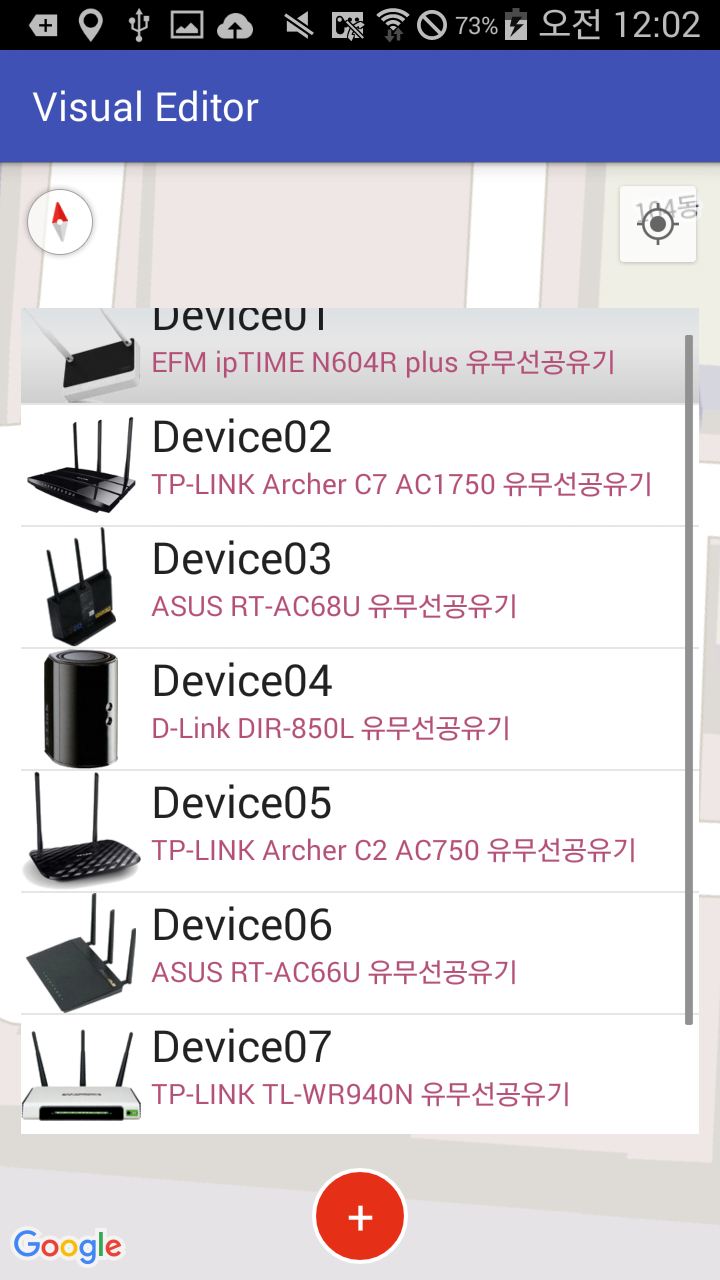 73%
오전 12:02
Visual Editor
104동
Device01
EFM ipTIME N604R plus 유무선공유기
Device02
TP-LINK Archer C7 AC1750 유무선공유기
Device03
ASUS RT-AC68U 유무선공유기
Device04
D-Link DIR-850L 유무선공유기
Device05
TP-LINK Archer C2 AC750 유무선공유기
Device06
ASUS RT-AC66U 유무선공유기
Device07
TP-LINK TL-WR940N 유무선공유기
+
Google